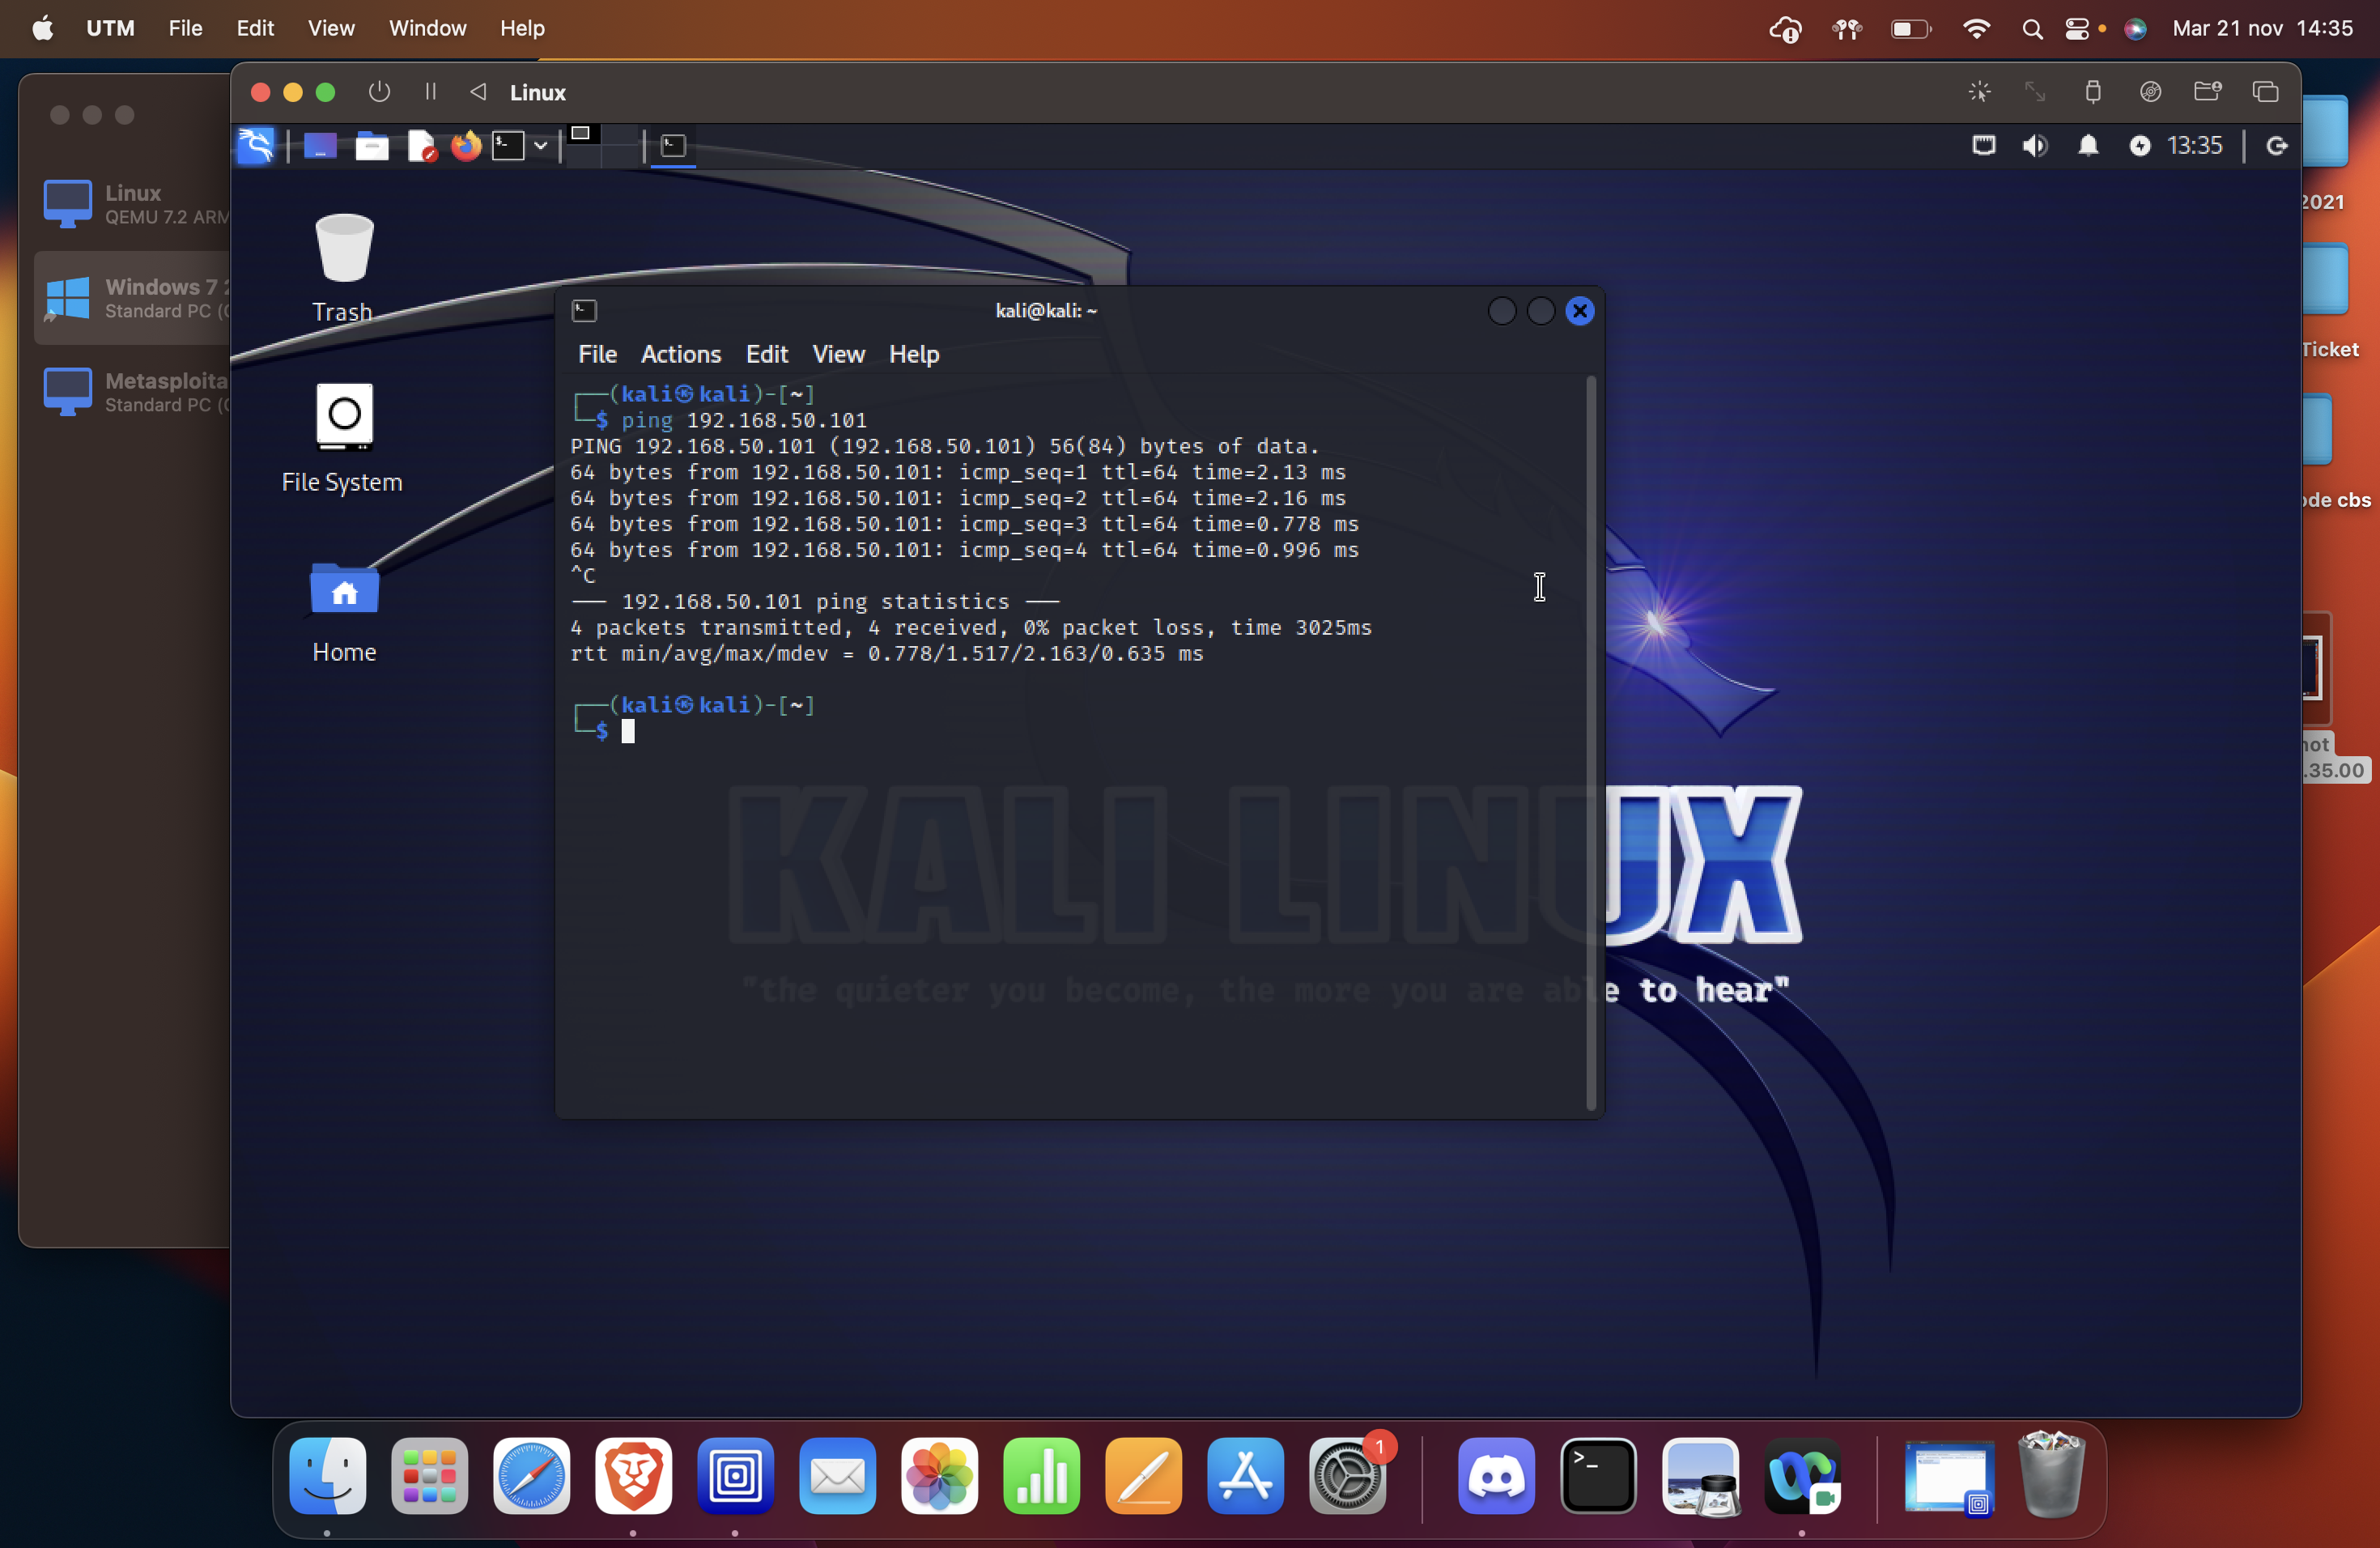 UTM File Edit View Window Help Mar 21 nov 14:35
Linux
13:35
Linux
QEMU 7.2 ARM
Windows 7
Standard PC (
Metasploita
Standard PC (
Trash
File System
Home
kali@kali: ~
File Actions Edit View Help
┌──(kali㉿kali)-[~]
└─$ ping 192.168.50.101
PING 192.168.50.101 (192.168.50.101) 56(84) bytes of data.
64 bytes from 192.168.50.101: icmp_seq=1 ttl=64 time=2.13 ms
64 bytes from 192.168.50.101: icmp_seq=2 ttl=64 time=2.16 ms
64 bytes from 192.168.50.101: icmp_seq=3 ttl=64 time=0.778 ms
64 bytes from 192.168.50.101: icmp_seq=4 ttl=64 time=0.996 ms
^C
── 192.168.50.101 ping statistics ──
4 packets transmitted, 4 received, 0% packet loss, time 3025ms
rtt min/avg/max/mdev = 0.778/1.517/2.163/0.635 ms
┌──(kali㉿kali)-[~]
└─$
KALI LINUX
"the quieter you become, the more you are able to hear"
2021
Ticket
ode cbs
.35.00
1